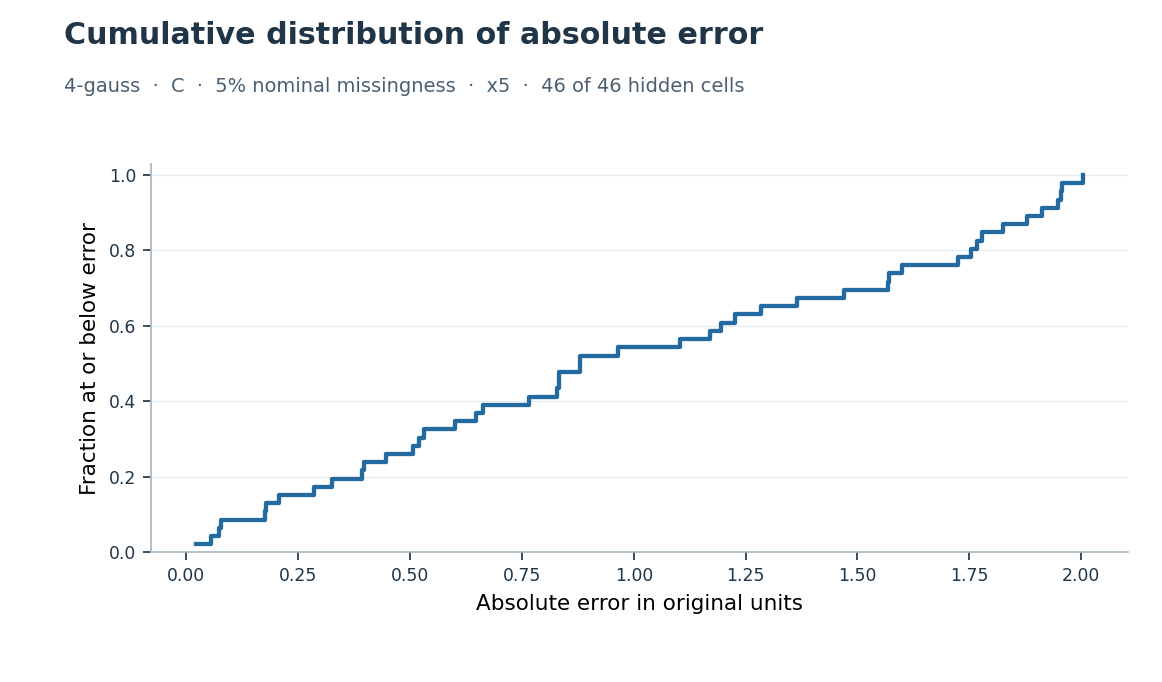 Cumulative distribution of absolute error
4-gauss · C · 5% nominal missingness · x5 · 46 of 46 hidden cells
Fraction at or below error
1.0
0.8
0.6
0.4
0.2
0.0
0.00 0.25 0.50 0.75 1.00 1.25 1.50 1.75 2.00
Absolute error in original units